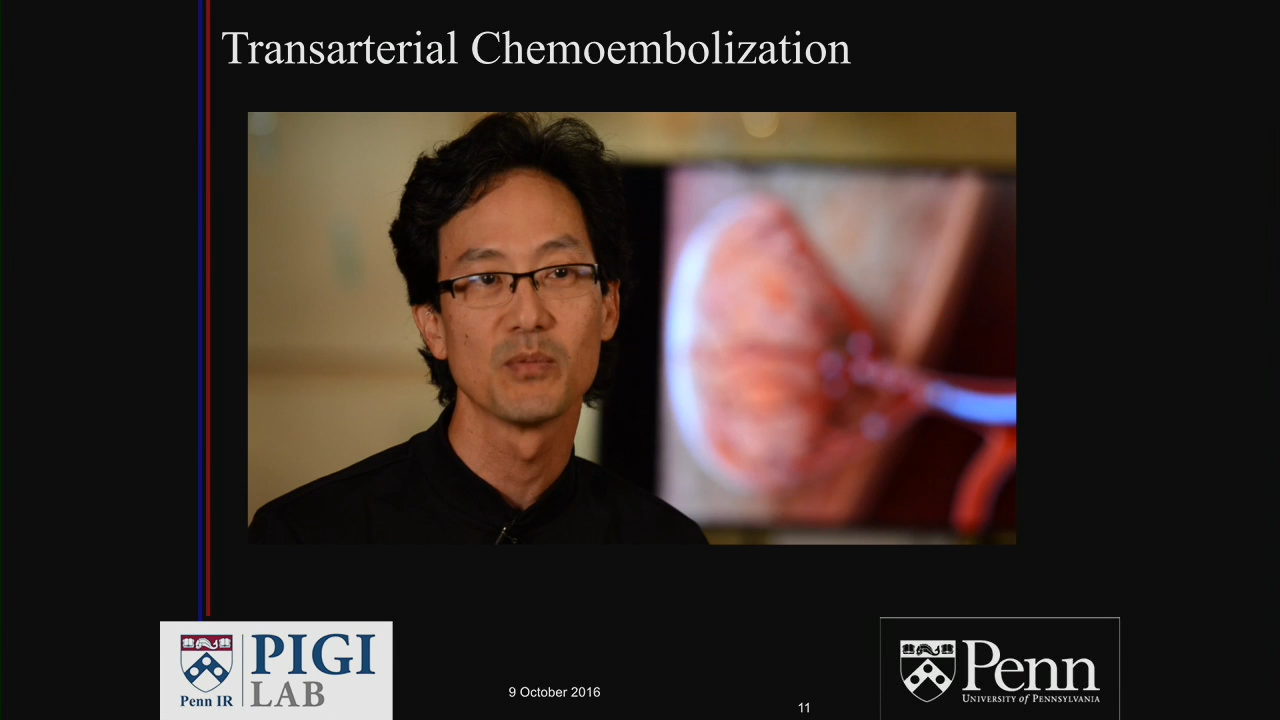 Transarterial Chemoembolization
PIGI
LAB
Penn IR
9 October 2016
11
Penn
UNIVERSITY of PENNSYLVANIA